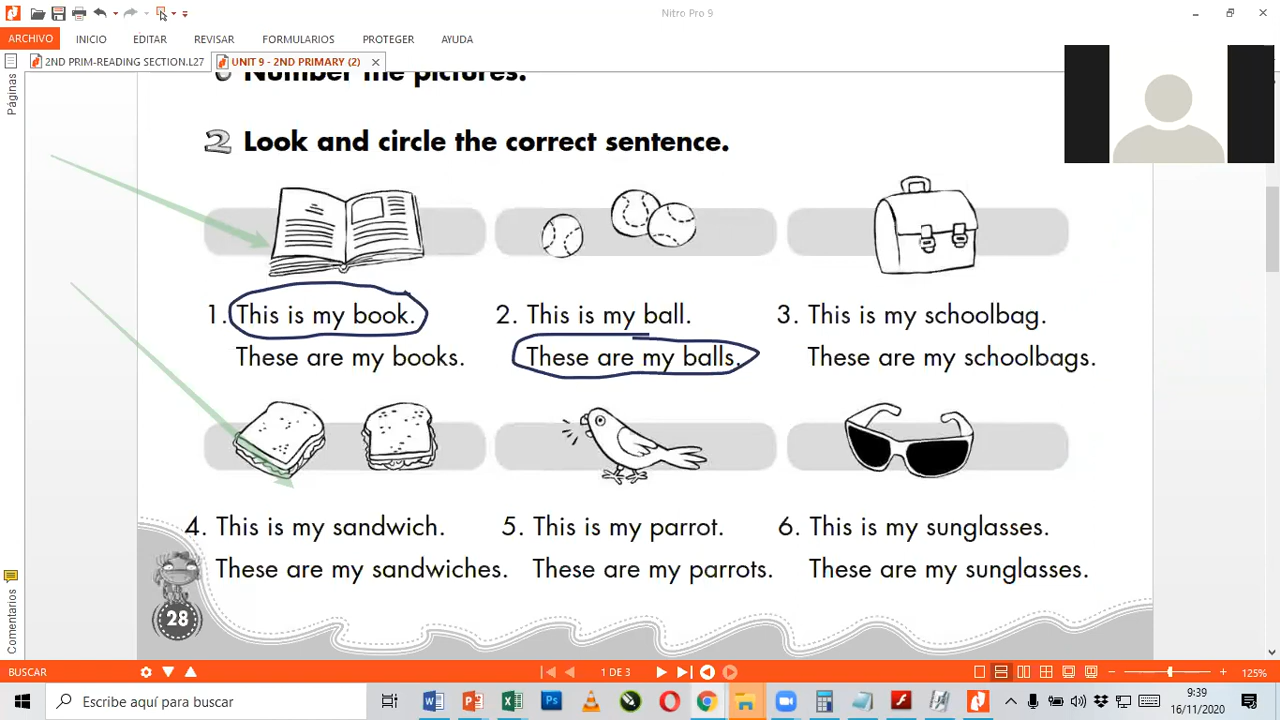 Nitro Pro 9
ARCHIVO INICIO EDITAR REVISAR FORMULARIOS PROTEGER AYUDA
2ND PRIM-READING SECTION.L27 UNIT 9 - 2ND PRIMARY (2)
Páginas
Number the pictures.
2 Look and circle the correct sentence.
1. This is my book. 2. This is my ball. 3. This is my schoolbag.
These are my books. These are my balls. These are my schoolbags.
4. This is my sandwich. 5. This is my parrot. 6. This is my sunglasses.
These are my sandwiches. These are my parrots. These are my sunglasses.
28
Comentarios
BUSCAR 1 DE 3 125%
Escribe aquí para buscar
9:39
16/11/2020